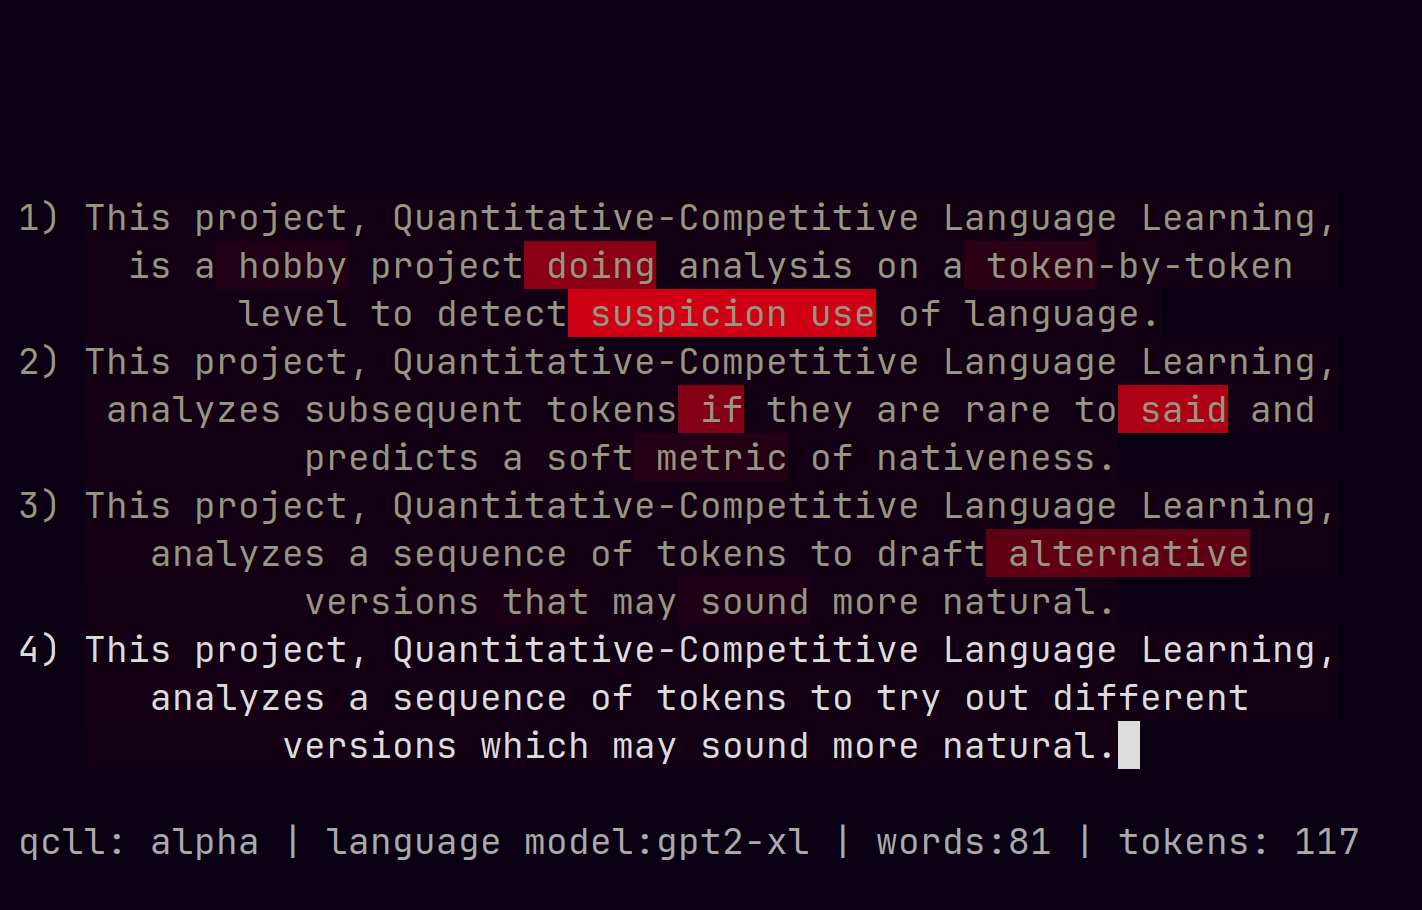 1) This project, Quantitative-Competitive Language Learning,
is a hobby project doing analysis on a token-by-token
level to detect suspicion use of language.
2) This project, Quantitative-Competitive Language Learning,
analyzes subsequent tokens if they are rare to said and
predicts a soft metric of nativeness.
3) This project, Quantitative-Competitive Language Learning,
analyzes a sequence of tokens to draft alternative
versions that may sound more natural.
4) This project, Quantitative-Competitive Language Learning,
analyzes a sequence of tokens to try out different
versions which may sound more natural.
qcll: alpha | language model:gpt2-xl | words:81 | tokens: 117